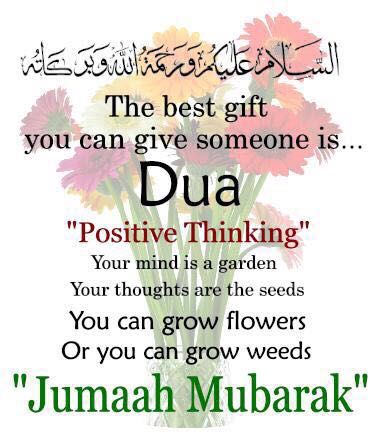 السلام عليكم ورحمة الله وبركاته
The best gift
you can give someone is...
Dua
"Positive Thinking"
Your mind is a garden
Your thoughts are the seeds
You can grow flowers
Or you can grow weeds
"Jumaah Mubarak"